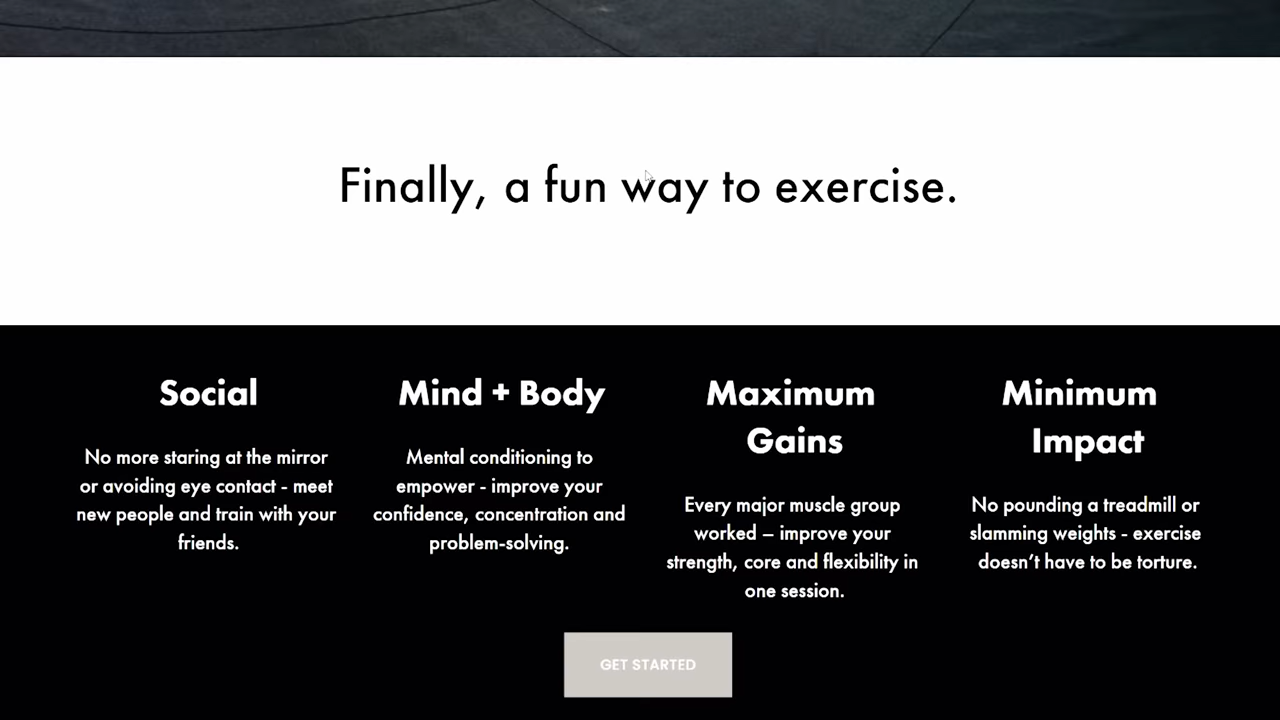 Finally, a fun way to exercise.
Social
No more staring at the mirror
or avoiding eye contact - meet
new people and train with your
friends.
Mind + Body
Mental conditioning to
empower - improve your
confidence, concentration and
problem-solving.
Maximum
Gains
Every major muscle group
worked – improve your
strength, core and flexibility in
one session.
Minimum
Impact
No pounding a treadmill or
slamming weights - exercise
doesn’t have to be torture.
GET STARTED